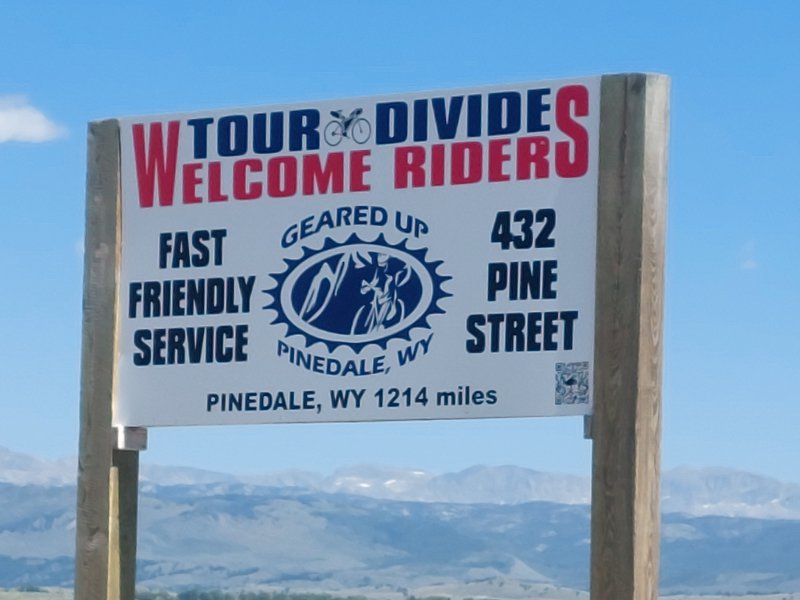 TOUR DIVIDE
WELCOME RIDERS
FAST
FRIENDLY
SERVICE
GEARED UP
PINEDALE, WY
432
PINE
STREET
PINEDALE, WY 1214 miles